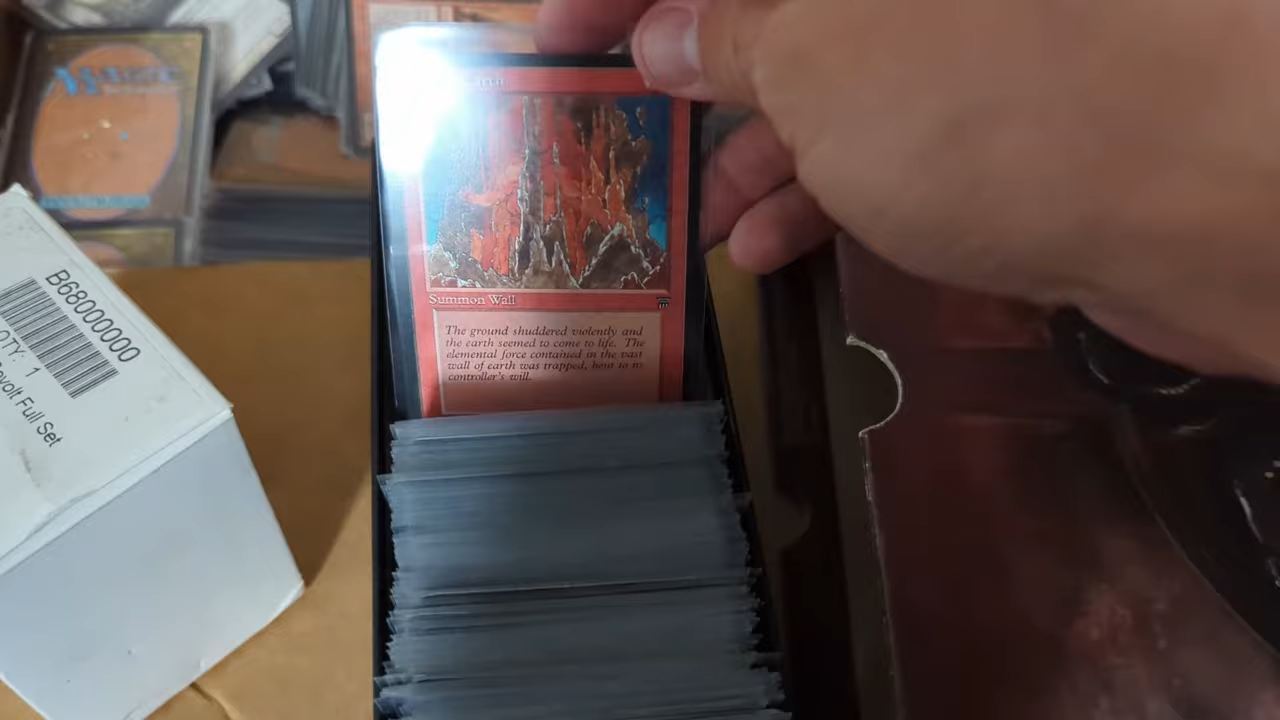 MAGIC
B68000000
QTY: 1
Revolt Full Set
Summon Wall
The ground shuddered violently and
the earth seemed to come to life. The
elemental force contained in the vast
wall of earth was trapped, bent to its
controller's will.